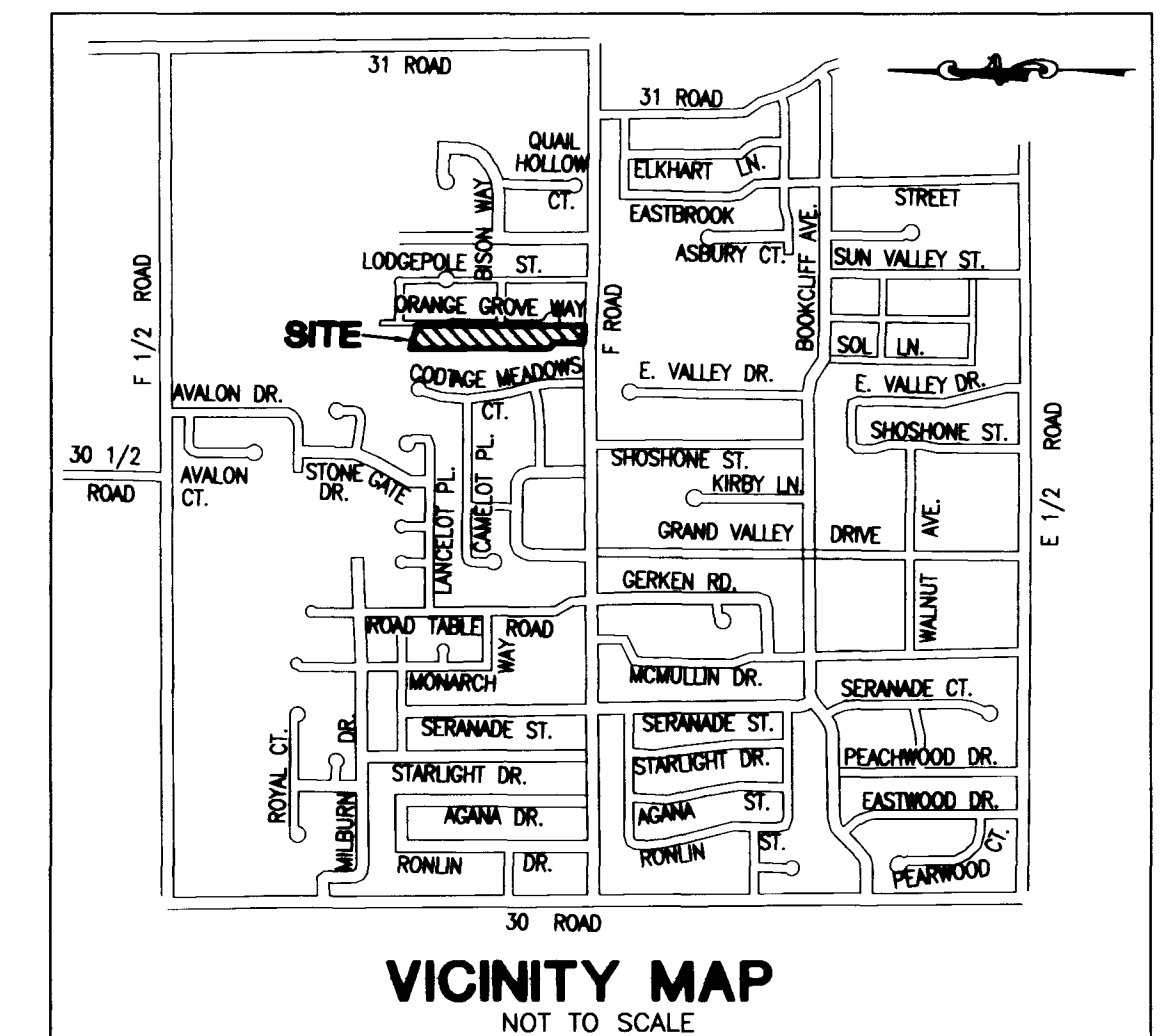 31 ROAD
31 ROAD
QUAIL
HOLLOW
CT.
ELKHART LN.
BISON WAY
EASTBROOK
STREET
ASBURY CT.
BOOKCLIFF AVE.
SUN VALLEY ST.
LODGEPOLE ST.
F 1/2 ROAD
ORANGE GROVE WAY
F ROAD
SITE
SOL LN.
COTTAGE MEADOWS
CT.
E. VALLEY DR.
E. VALLEY DR.
AVALON DR.
SHOSHONE ST.
30 1/2
ROAD
AVALON
CT.
STONE GATE
DR.
LANCELOT PL.
CAMELOT PL.
SHOSHONE ST.
KIRBY LN.
E 1/2 ROAD
GRAND VALLEY DRIVE
WALNUT AVE.
GERKEN RD.
ROAD TABLE ROAD
MONARCH
WAY
MCMULLIN DR.
SERANADE CT.
SERANADE ST.
SERANADE ST.
ROYAL CT.
MILBURN DR.
STARLIGHT DR.
STARLIGHT DR.
PEACHWOOD DR.
AGANA DR.
AGANA ST.
EASTWOOD DR.
RONLIN DR.
RONLIN ST.
PEARWOOD CT.
30 ROAD
VICINITY MAP
NOT TO SCALE